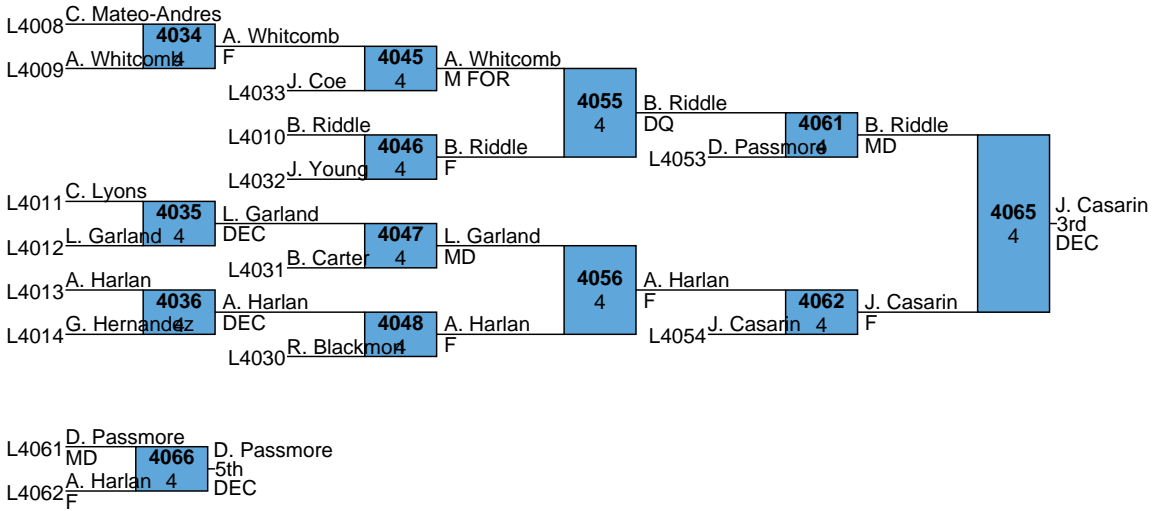 L4008 C. Mateo-Andres
4034
4
L4009 A. Whitcomb
A. Whitcomb
F
4045
4
L4033 J. Coe
A. Whitcomb
M FOR
4055
4
L4010 B. Riddle
4046
4
L4032 J. Young
B. Riddle
F
B. Riddle
DQ
4061
4
L4053 D. Passmore
B. Riddle
MD
L4011 C. Lyons
4035
4
L4012 L. Garland
L. Garland
DEC
4047
4
L4031 B. Carter
L. Garland
MD
4056
4
L4013 A. Harlan
4036
4
L4014 G. Hernandez
A. Harlan
DEC
4048
4
L4030 R. Blackmon
A. Harlan
F
A. Harlan
F
4062
4
L4054 J. Casarin
J. Casarin
F
4065
4
J. Casarin
3rd
DEC
L4061 D. Passmore
MD
4066
4
L4062 A. Harlan
F
D. Passmore
5th
DEC